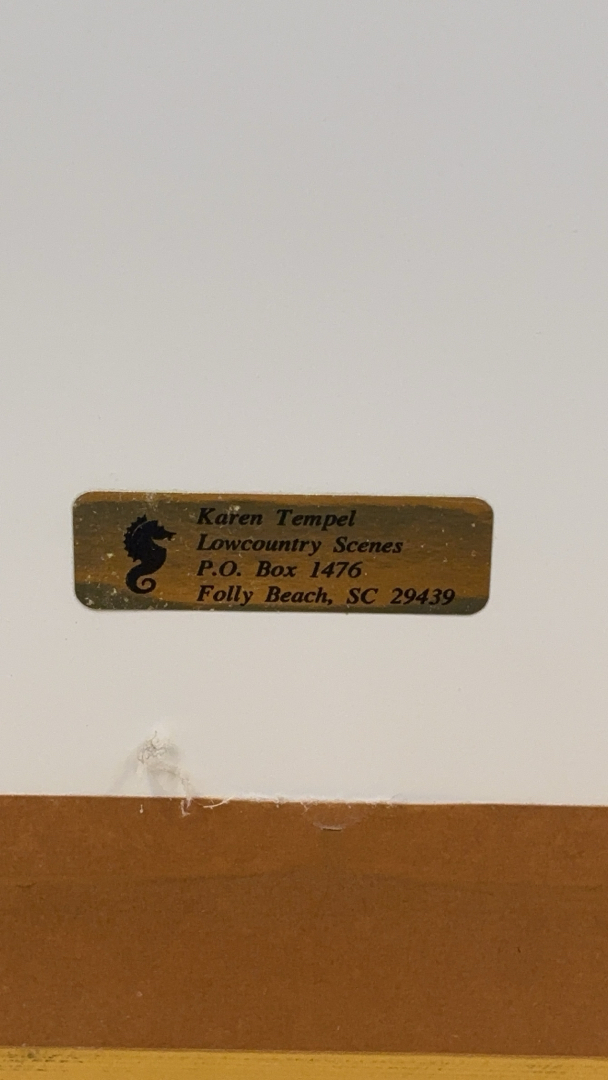 Karen Tempel
Lowcountry Scenes
P.O. Box 1476
Folly Beach, SC 29439